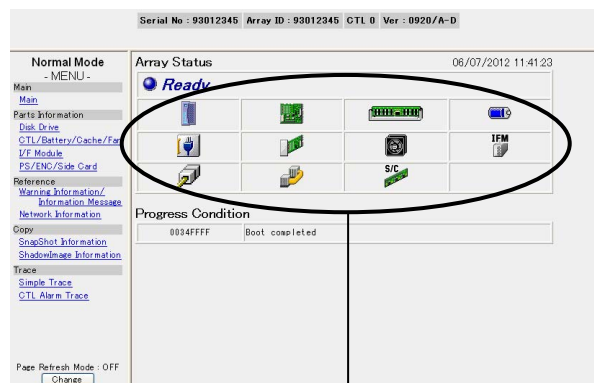 Serial No : 93012345 Array ID : 93012345 CTL 0 Ver : 0920/A-D
Normal Mode
- MENU -
Main
Main
Parts Information
Disk Drive
CTL/Battery/Cache/Fan
I/F Module
PS/ENC/Side Card
Reference
Warning Information/
Information Message
Network Information
Copy
SnapShot Information
ShadowImage Information
Trace
Simple Trace
CTL Alarm Trace
Page Refresh Mode : OFF
Change
Array Status 06/07/2012 11:41:23
Ready
IFM
S/C
Progress Condition
0034FFFF Boot completed